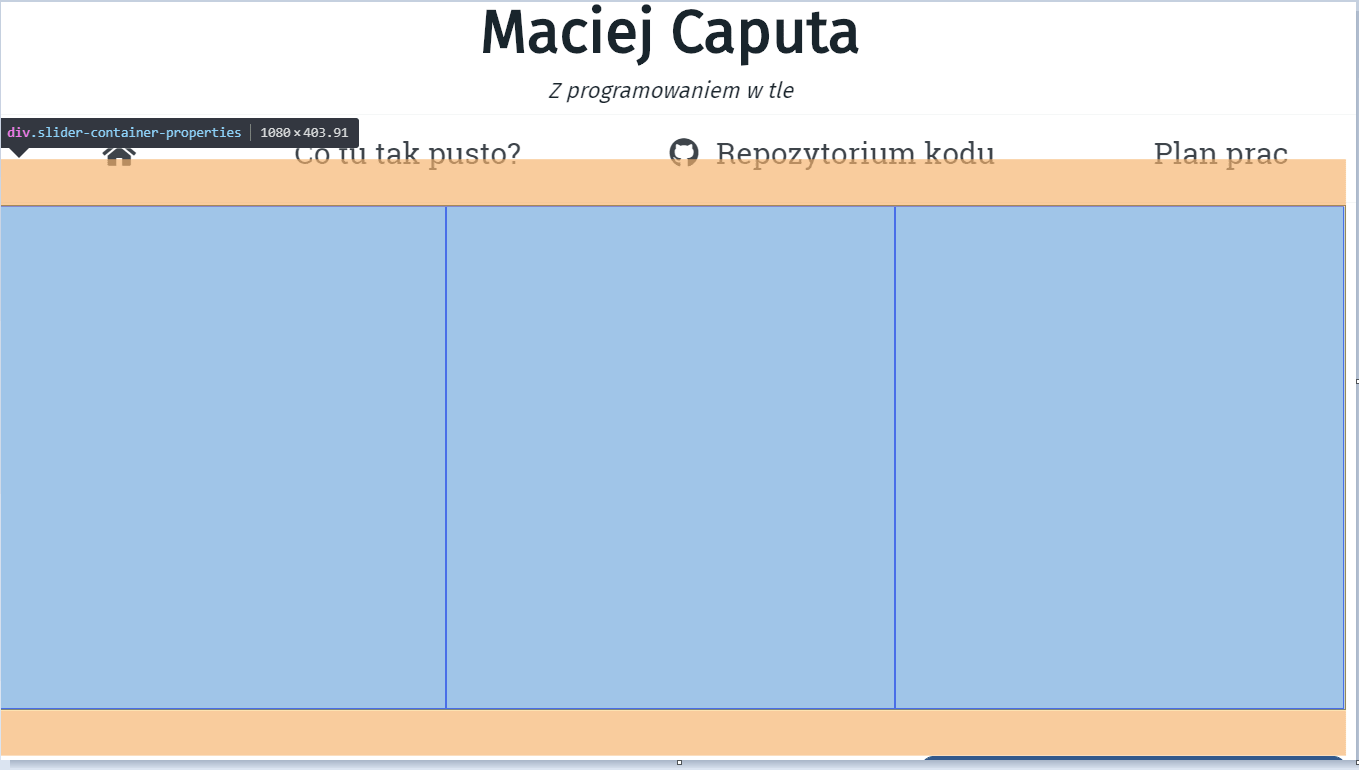 Maciej Caputa
Z programowaniem w tle
div.slider-container-properties 1080×403.91
Co tu tak pusto? Repozytorium kodu Plan prac